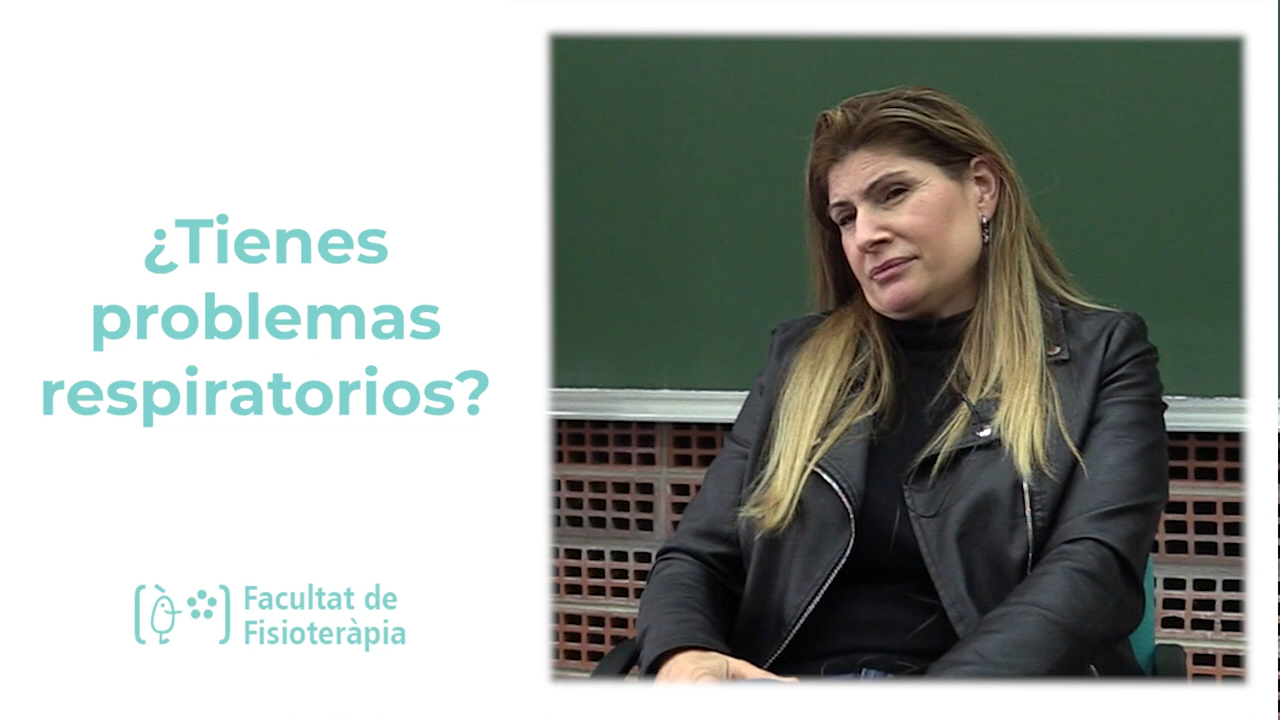 ¿Tienes
problemas
respiratorios?
Facultat de
Fisioteràpia